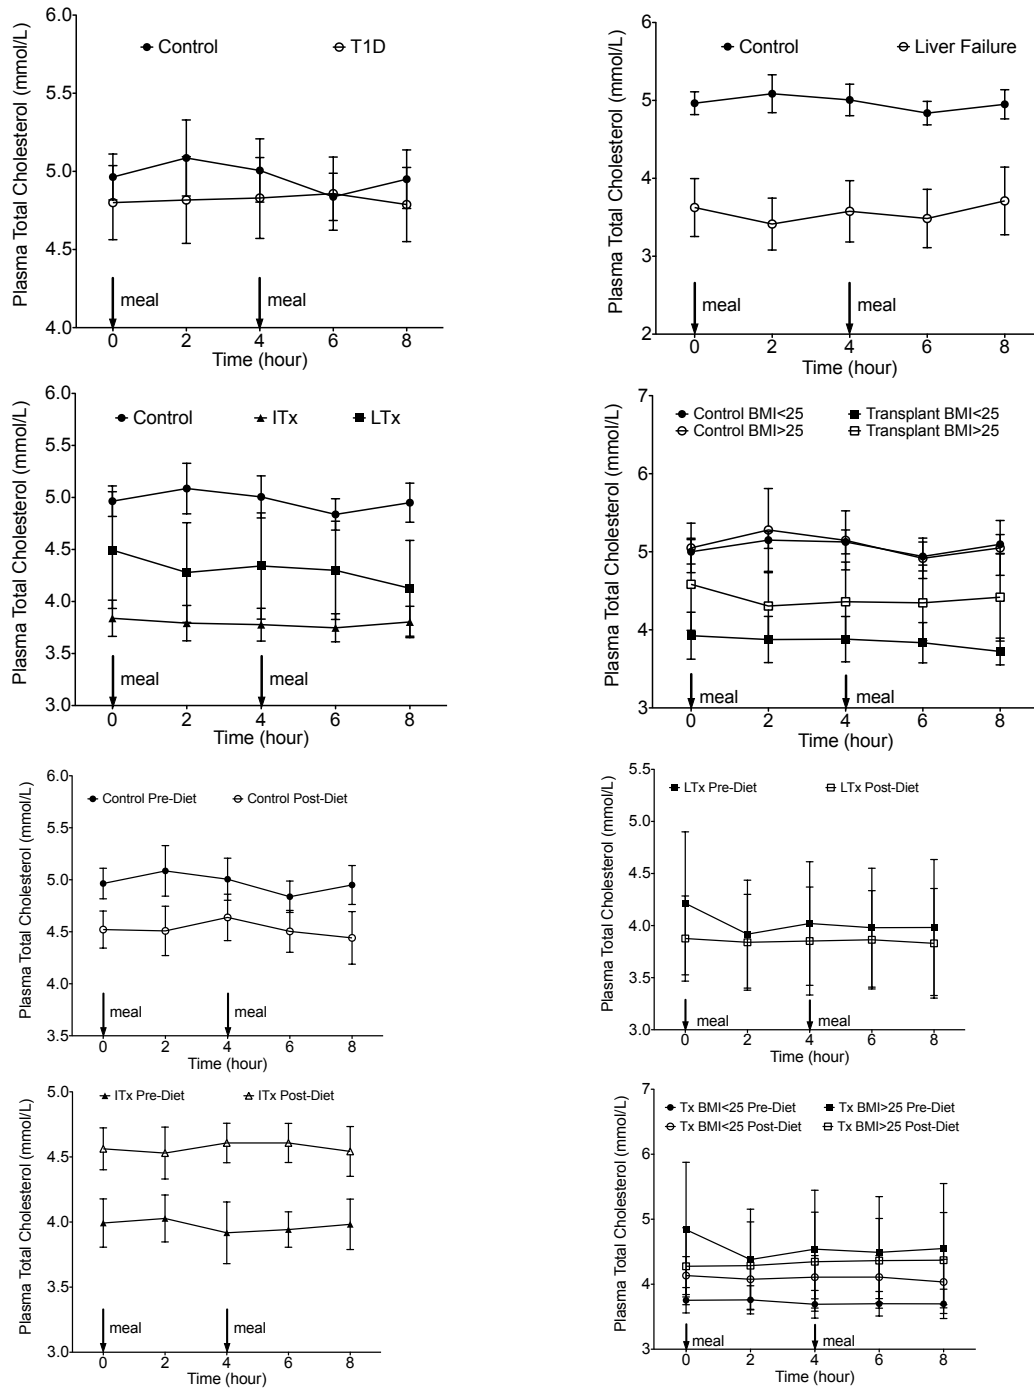 Plasma Total Cholesterol (mmol/L)
6.0
5.5
5.0
4.5
4.0
Control
T1D
meal
meal
0 2 4 6 8
Time (hour)
Plasma Total Cholesterol (mmol/L)
6
5
4
3
2
Control
Liver Failure
meal
meal
0 2 4 6 8
Time (hour)
Plasma Total Cholesterol (mmol/L)
6.0
5.5
5.0
4.5
4.0
3.5
3.0
Control
ITx
LTx
meal
meal
0 2 4 6 8
Time (hour)
Plasma Total Cholesterol (mmol/L)
7
6
5
4
3
Control BMI<25
Transplant BMI<25
Control BMI>25
Transplant BMI>25
meal
meal
0 2 4 6 8
Time (hour)
Plasma Total Cholesterol (mmol/L)
6.0
5.5
5.0
4.5
4.0
3.5
Control Pre-Diet
Control Post-Diet
meal
meal
0 2 4 6 8
Time (hour)
Plasma Total Cholesterol (mmol/L)
5.5
5.0
4.5
4.0
3.5
3.0
LTx Pre-Diet
LTx Post-Diet
meal
meal
0 2 4 6 8
Time (hour)
Plasma Total Cholesterol (mmol/L)
5.0
4.5
4.0
3.5
3.0
ITx Pre-Diet
ITx Post-Diet
meal
meal
0 2 4 6 8
Time (hour)
Plasma Total Cholesterol (mmol/L)
7
6
5
4
3
Tx BMI<25 Pre-Diet
Tx BMI>25 Pre-Diet
Tx BMI<25 Post-Diet
Tx BMI>25 Post-Diet
meal
meal
0 2 4 6 8
Time (hour)